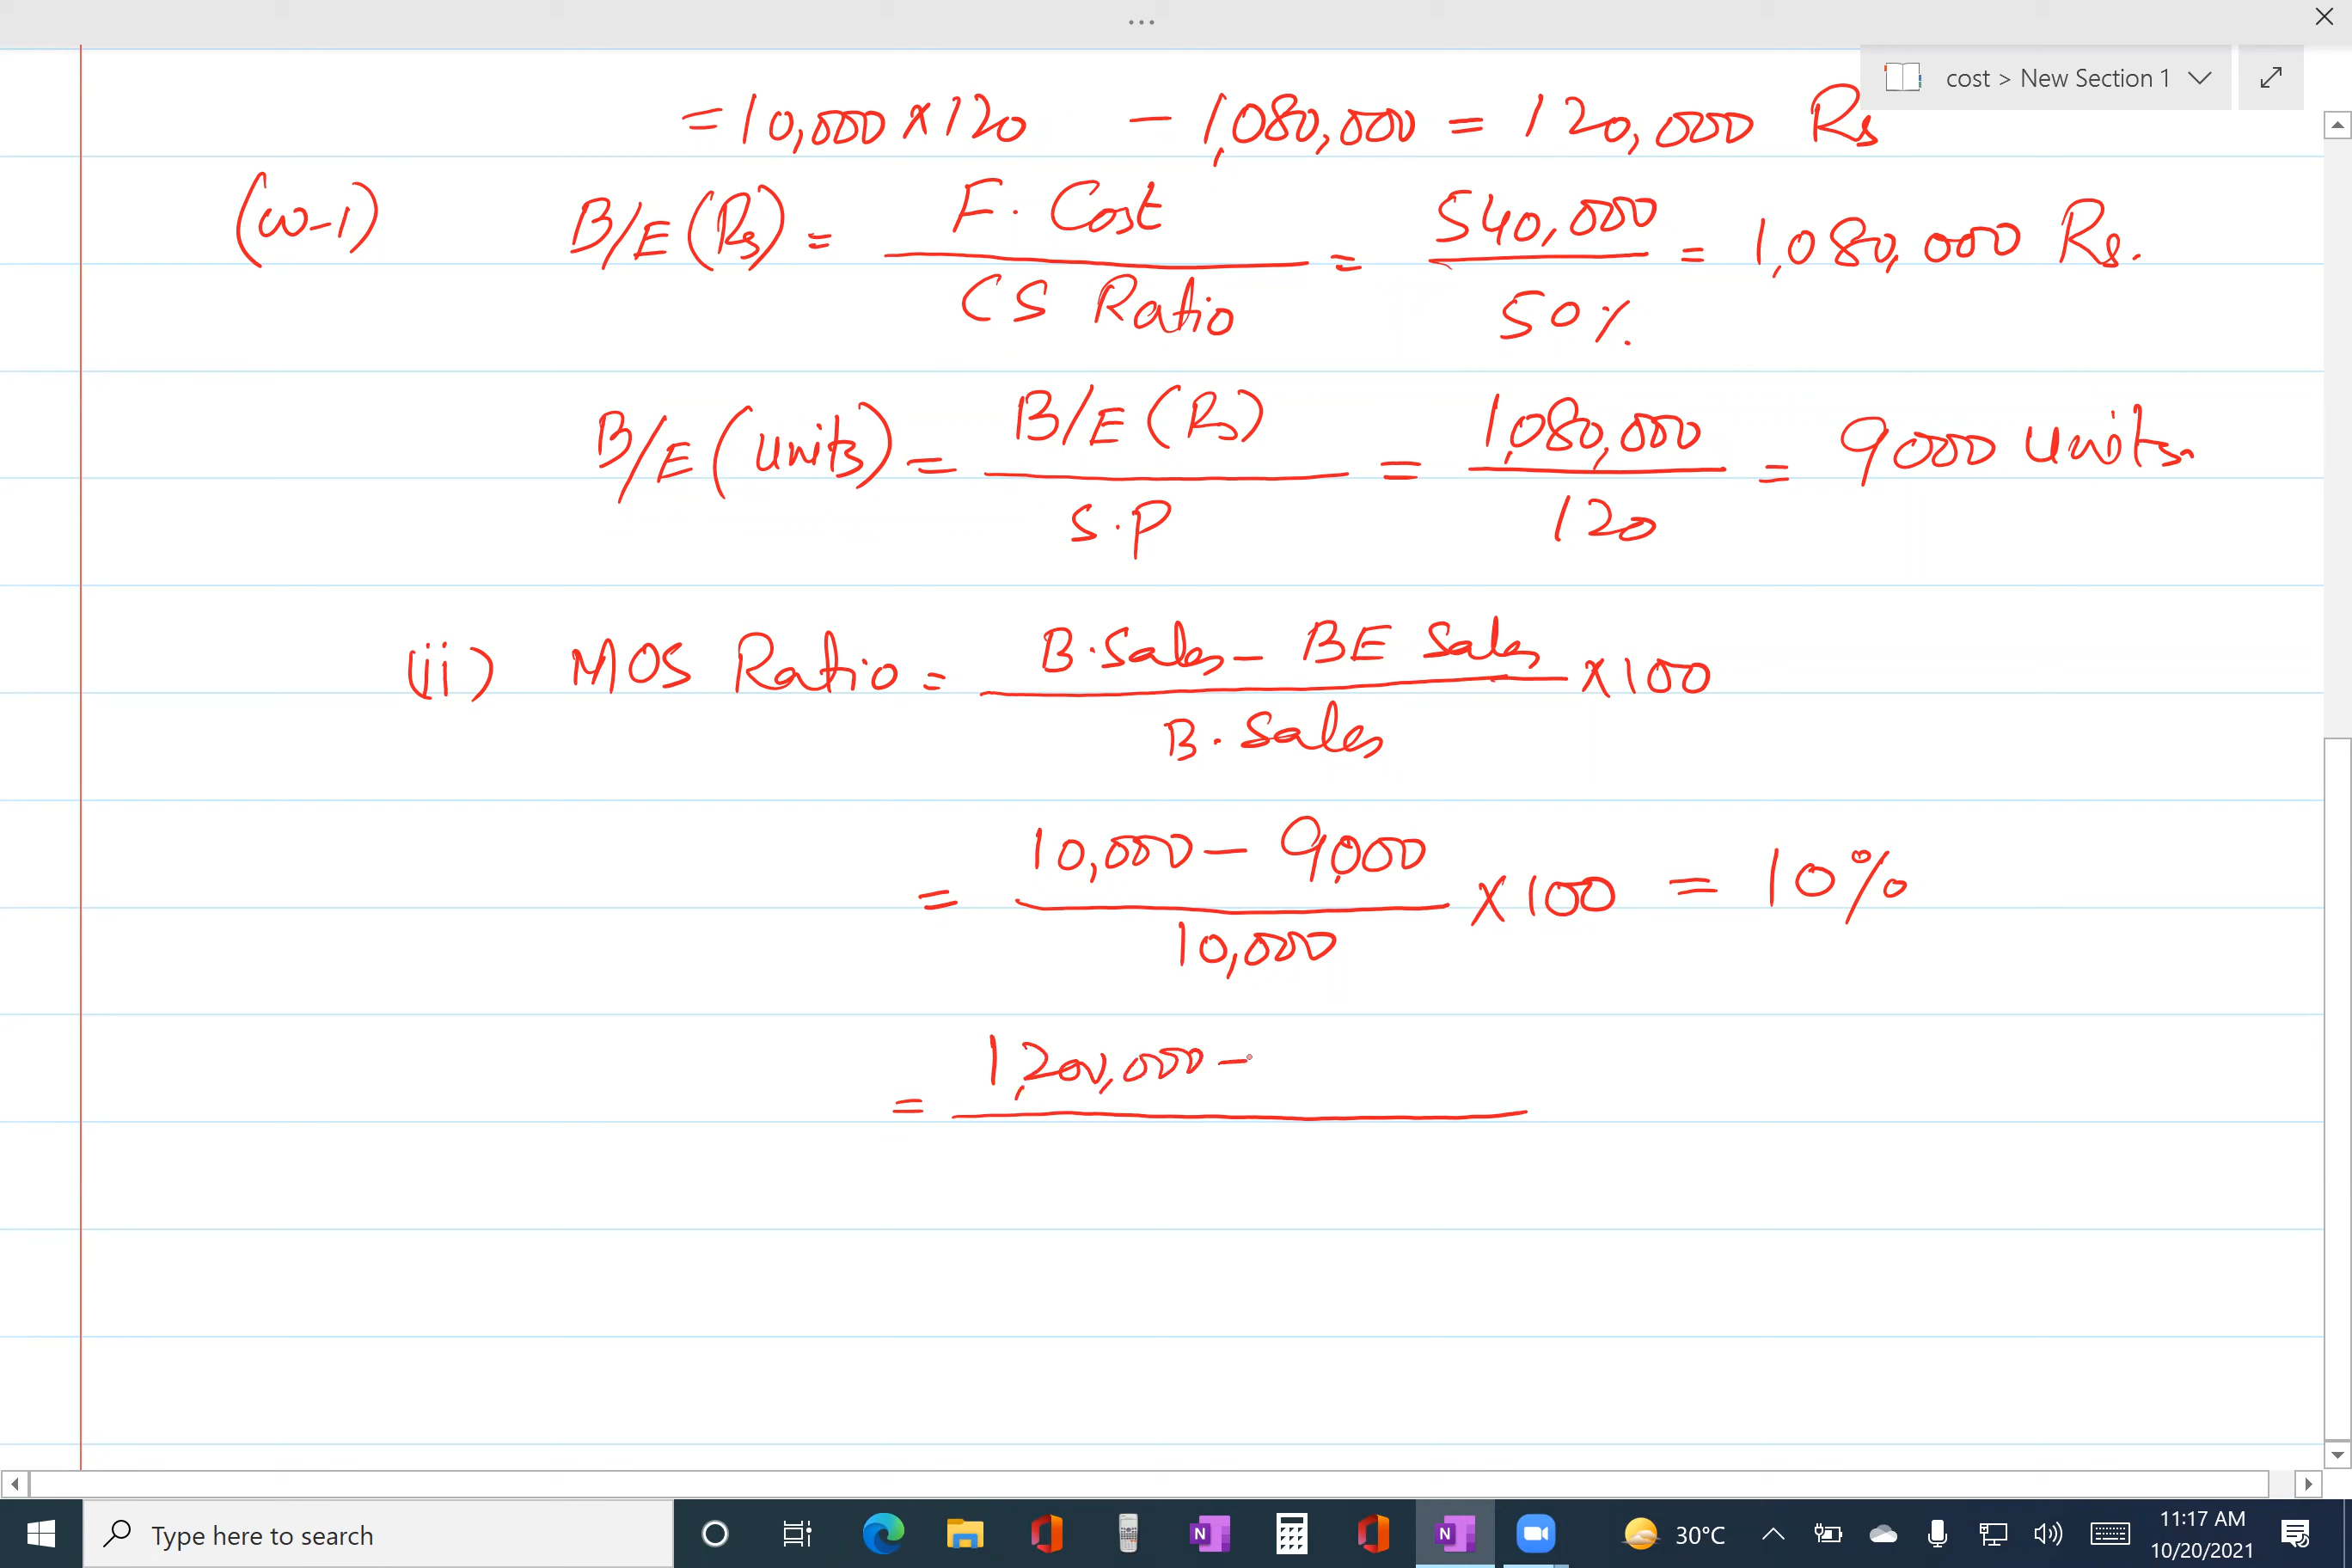 cost > New Section 1
= 10,000 × 120 − 1,080,000 = 120,000 Rs
(w-1) B/E (Rs) = F. Cost / CS Ratio = 540,000 / 50% = 1,080,000 Rs.
B/E (units) = B/E (Rs) / S.P = 1,080,000 / 120 = 9000 units.
(ii) MOS Ratio = B. Sales − BE Sales / B. Sales × 100
= 10,000 − 9,000 / 10,000 × 100 = 10%
= 1,200,000 −
Type here to search
30°C
11:17 AM
10/20/2021